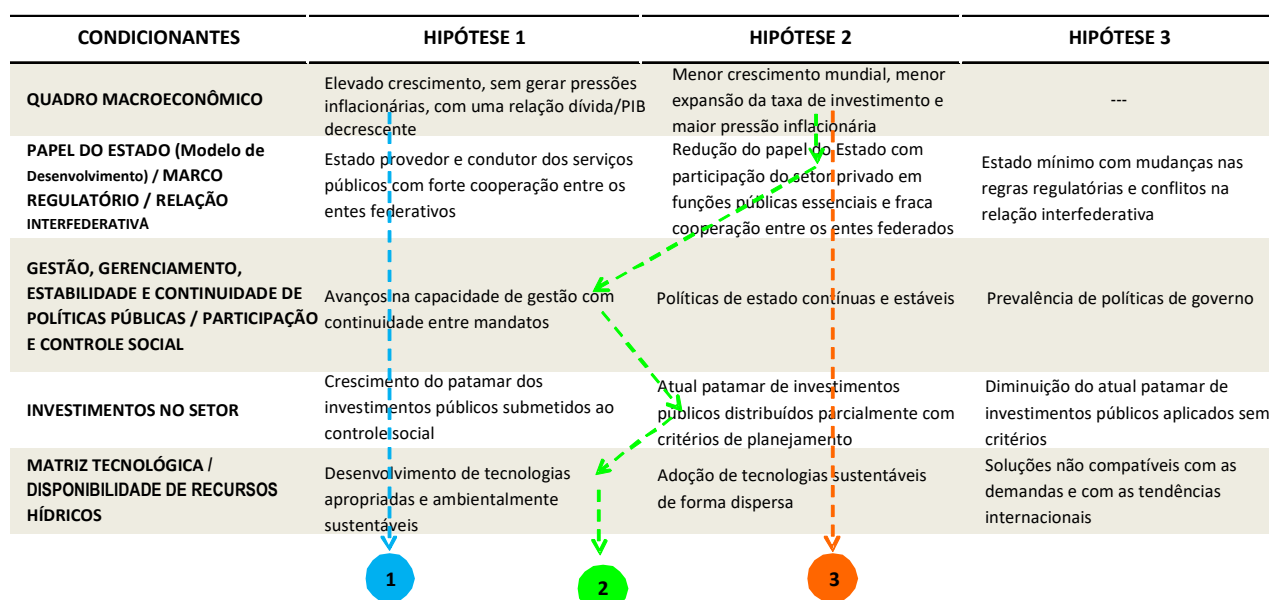 CONDICIONANTES
HIPÓTESE 1
HIPÓTESE 2
HIPÓTESE 3
QUADRO MACROECONÔMICO
Elevado crescimento, sem gerar pressões
inflacionárias, com uma relação dívida/PIB
decrescente
Menor crescimento mundial, menor
expansão da taxa de investimento e
maior pressão inflacionária
---
PAPEL DO ESTADO (Modelo de
Desenvolvimento) / MARCO
REGULATÓRIO / RELAÇÃO
INTERFEDERATIVA
Estado provedor e condutor dos serviços
públicos com forte cooperação entre os
entes federativos
Redução do papel do Estado com
participação do setor privado em
funções públicas essenciais e fraca
cooperação entre os entes federados
Estado mínimo com mudanças nas
regras regulatórias e conflitos na
relação interfederativa
GESTÃO, GERENCIAMENTO,
ESTABILIDADE E CONTINUIDADE DE
POLÍTICAS PÚBLICAS / PARTICIPAÇÃO
E CONTROLE SOCIAL
Avanços na capacidade de gestão com
continuidade entre mandatos
Políticas de estado contínuas e estáveis
Prevalência de políticas de governo
INVESTIMENTOS NO SETOR
Crescimento do patamar dos
investimentos públicos submetidos ao
controle social
Atual patamar de investimentos
públicos distribuídos parcialmente com
critérios de planejamento
Diminuição do atual patamar de
investimentos públicos aplicados sem
critérios
MATRIZ TECNOLÓGICA /
DISPONIBILIDADE DE RECURSOS
HÍDRICOS
Desenvolvimento de tecnologias
apropriadas e ambientalmente
sustentáveis
Adoção de tecnologias sustentáveis
de forma dispersa
Soluções não compatíveis com as
demandas e com as tendências
internacionais
1
2
3